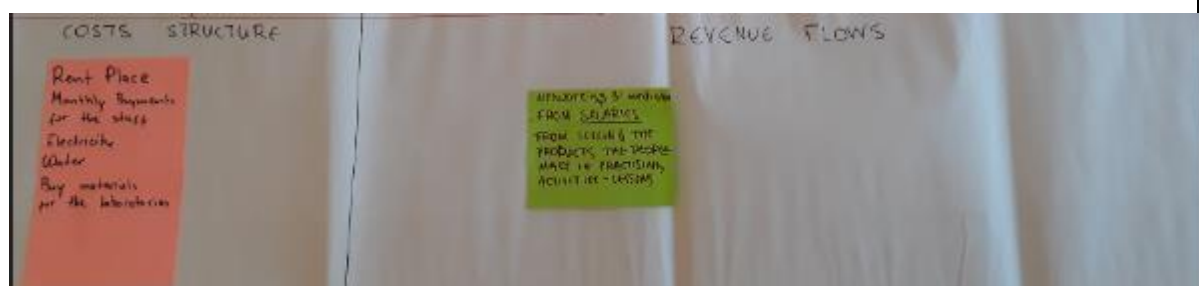 COSTS STRUCTURE
REVENUE FLOWS
Rent Place
Monthly Payments
for the staff
Electricity
Water
Buy materials
for the laboratories
FROM SALARIES
FROM SELLING THE
PRODUCTS THE PEOPLE
MADE IN PRACTISING
ACTIVITIES - LESSONS